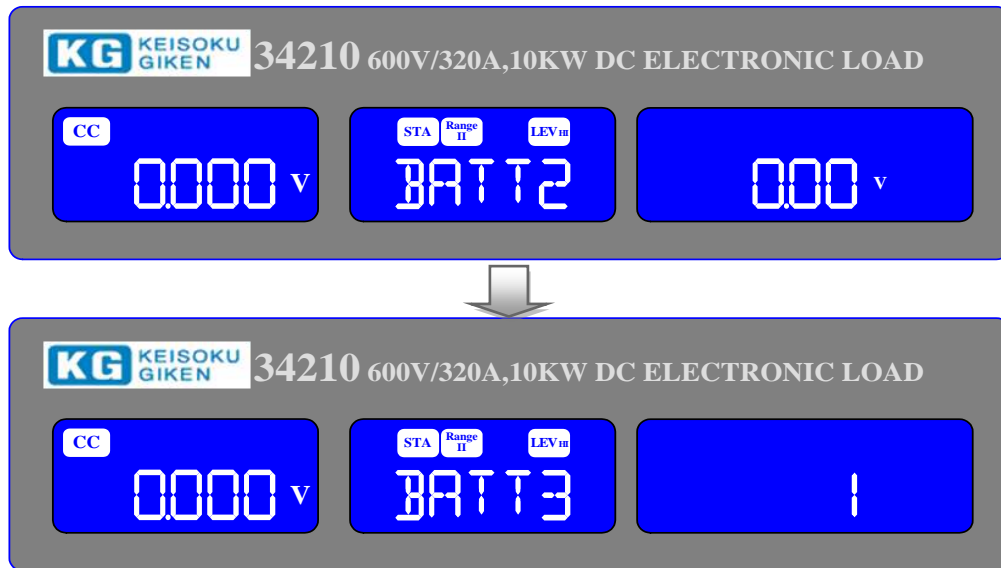 KG KEISOKU GIKEN 34210 600V/320A,10KW DC ELECTRONIC LOAD
CC STA Range II LEV HI
0.000 V BATT2 0.00 V
KG KEISOKU GIKEN 34210 600V/320A,10KW DC ELECTRONIC LOAD
CC STA Range II LEV HI
0.000 V BATT3 1